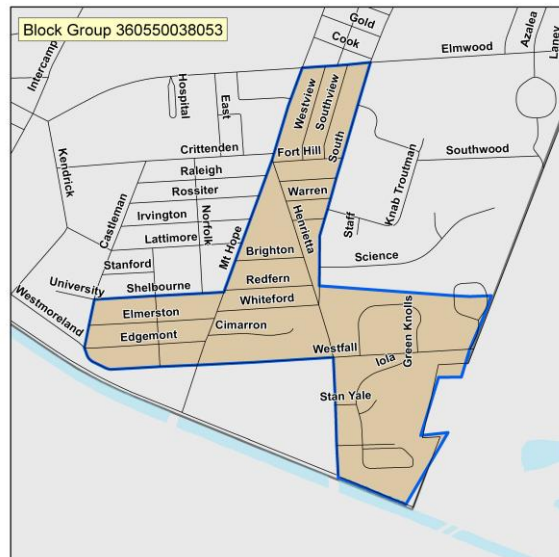 Block Group 360550038053
Gold
Cook
Azalea
Laney
Elmwood
Intercamp
Hospital
East
Westview
Southview
Kendrick
Crittenden
Fort Hill
South
Southwood
Raleigh
Knab Troutman
Rossiter
Warren
Castleman
Irvington
Norfolk
Henrietta
Staff
Lattimore
Mt Hope
Brighton
Stanford
Science
University
Shelbourne
Redfern
Westmoreland
Whiteford
Elmerston
Cimarron
Green Knolls
Edgemont
Westfall
Iola
Stan Yale